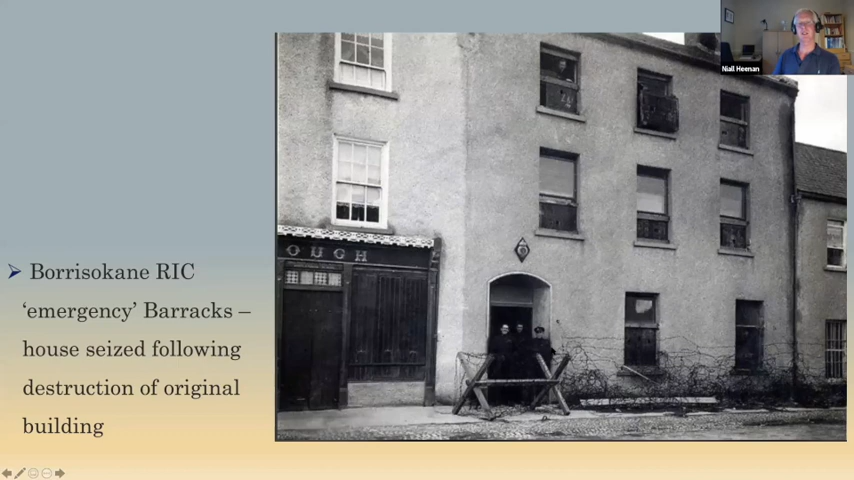 Niall Heenan
OUGH
Borrisokane RIC
‘emergency’ Barracks –
house seized following
destruction of original
building